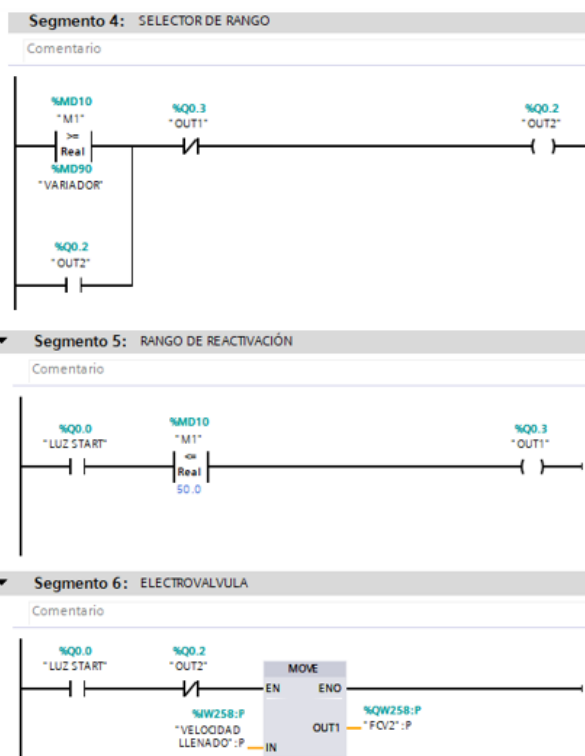 Segmento 4: SELECTOR DE RANGO
Comentario
%MD10
"M1"
>=
Real
%MD90
"VARIADOR"
%Q0.3
"OUT1"
%Q0.2
"OUT2"
%Q0.2
"OUT2"
Segmento 5: RANGO DE REACTIVACIÓN
Comentario
%Q0.0
"LUZ START"
%MD10
"M1"
<=
Real
50.0
%Q0.3
"OUT1"
Segmento 6: ELECTROVALVULA
Comentario
%Q0.0
"LUZ START"
%Q0.2
"OUT2"
MOVE
EN ENO
%IW258:P
"VELOCIDAD
LLENADO":P
IN
OUT1
%QW258:P
"FCV2":P